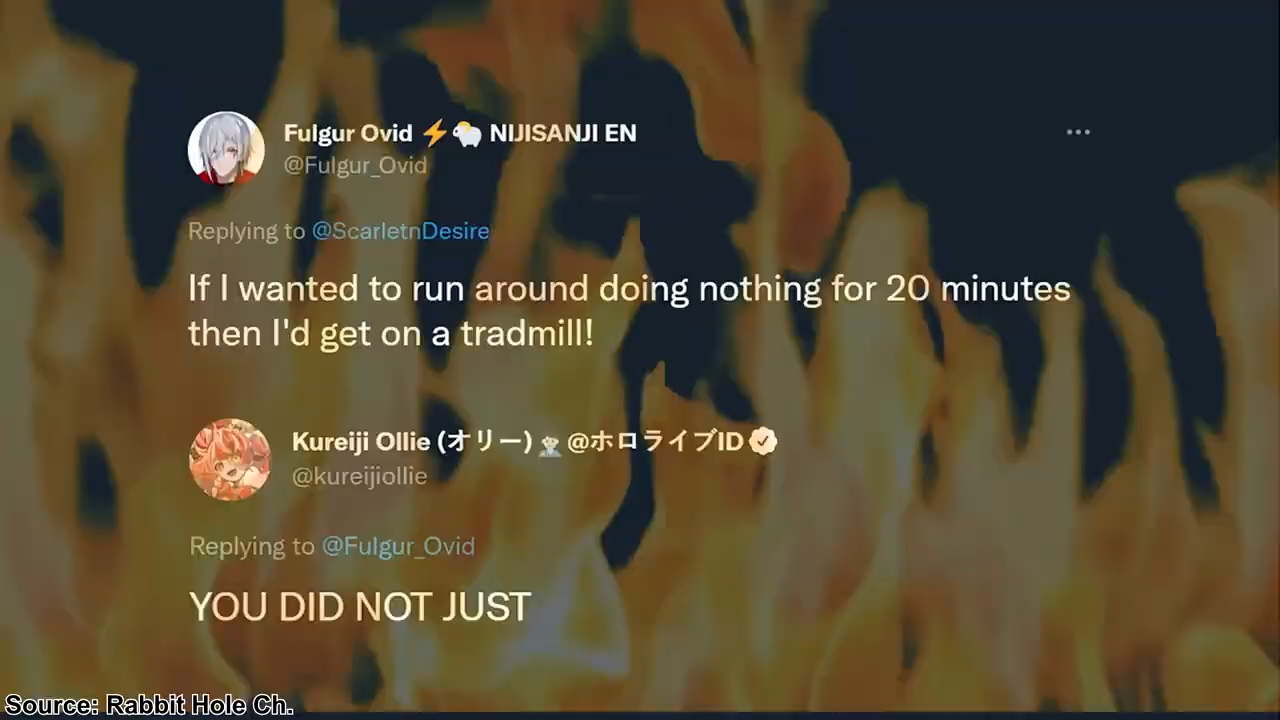 Fulgur Ovid ⚡🐑 NIJISANJI EN
@Fulgur_Ovid
Replying to @ScarletnDesire
If I wanted to run around doing nothing for 20 minutes
then I'd get on a tradmill!
Kureiji Ollie (オリー)🧟 @ホロライブID
@kureijiollie
Replying to @Fulgur_Ovid
YOU DID NOT JUST
Source: Rabbit Hole Ch.